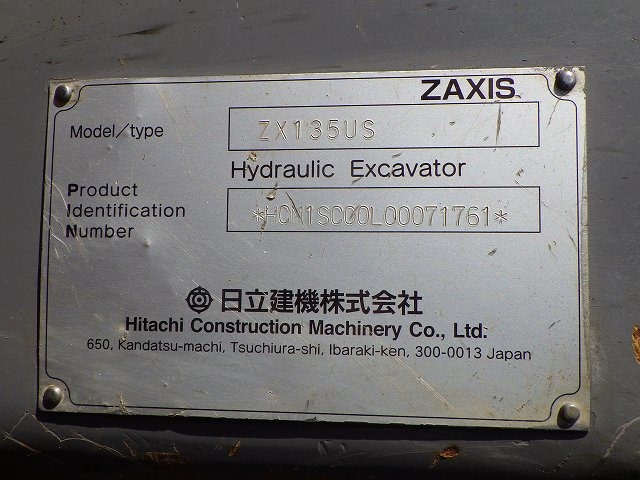 ZAXIS
Model/type ZX135US
Hydraulic Excavator
Product
Identification
Number
*HCM1SC00L00071761*
日立建機株式会社
Hitachi Construction Machinery Co., Ltd.
650, Kandatsu-machi, Tsuchiura-shi, Ibaraki-ken, 300-0013 Japan